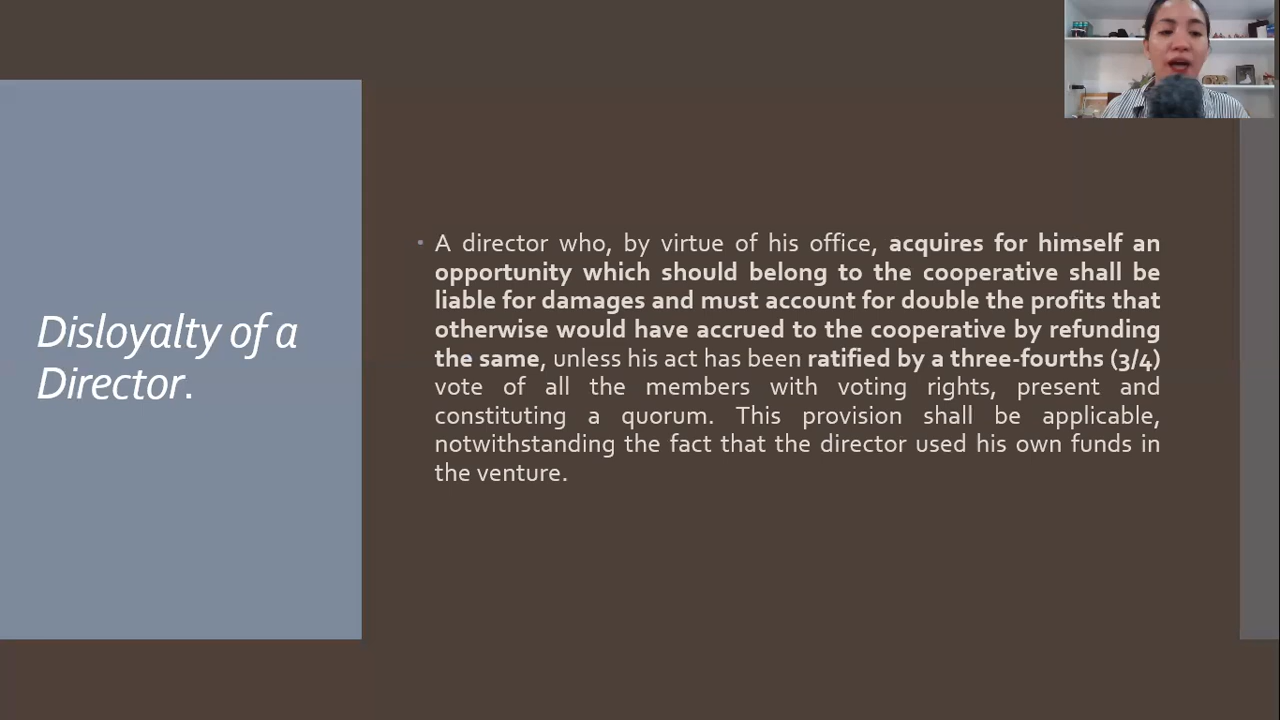 Disloyalty of a
Director.
• A director who, by virtue of his office, acquires for himself an
opportunity which should belong to the cooperative shall be
liable for damages and must account for double the profits that
otherwise would have accrued to the cooperative by refunding
the same, unless his act has been ratified by a three-fourths (3/4)
vote of all the members with voting rights, present and
constituting a quorum. This provision shall be applicable,
notwithstanding the fact that the director used his own funds in
the venture.